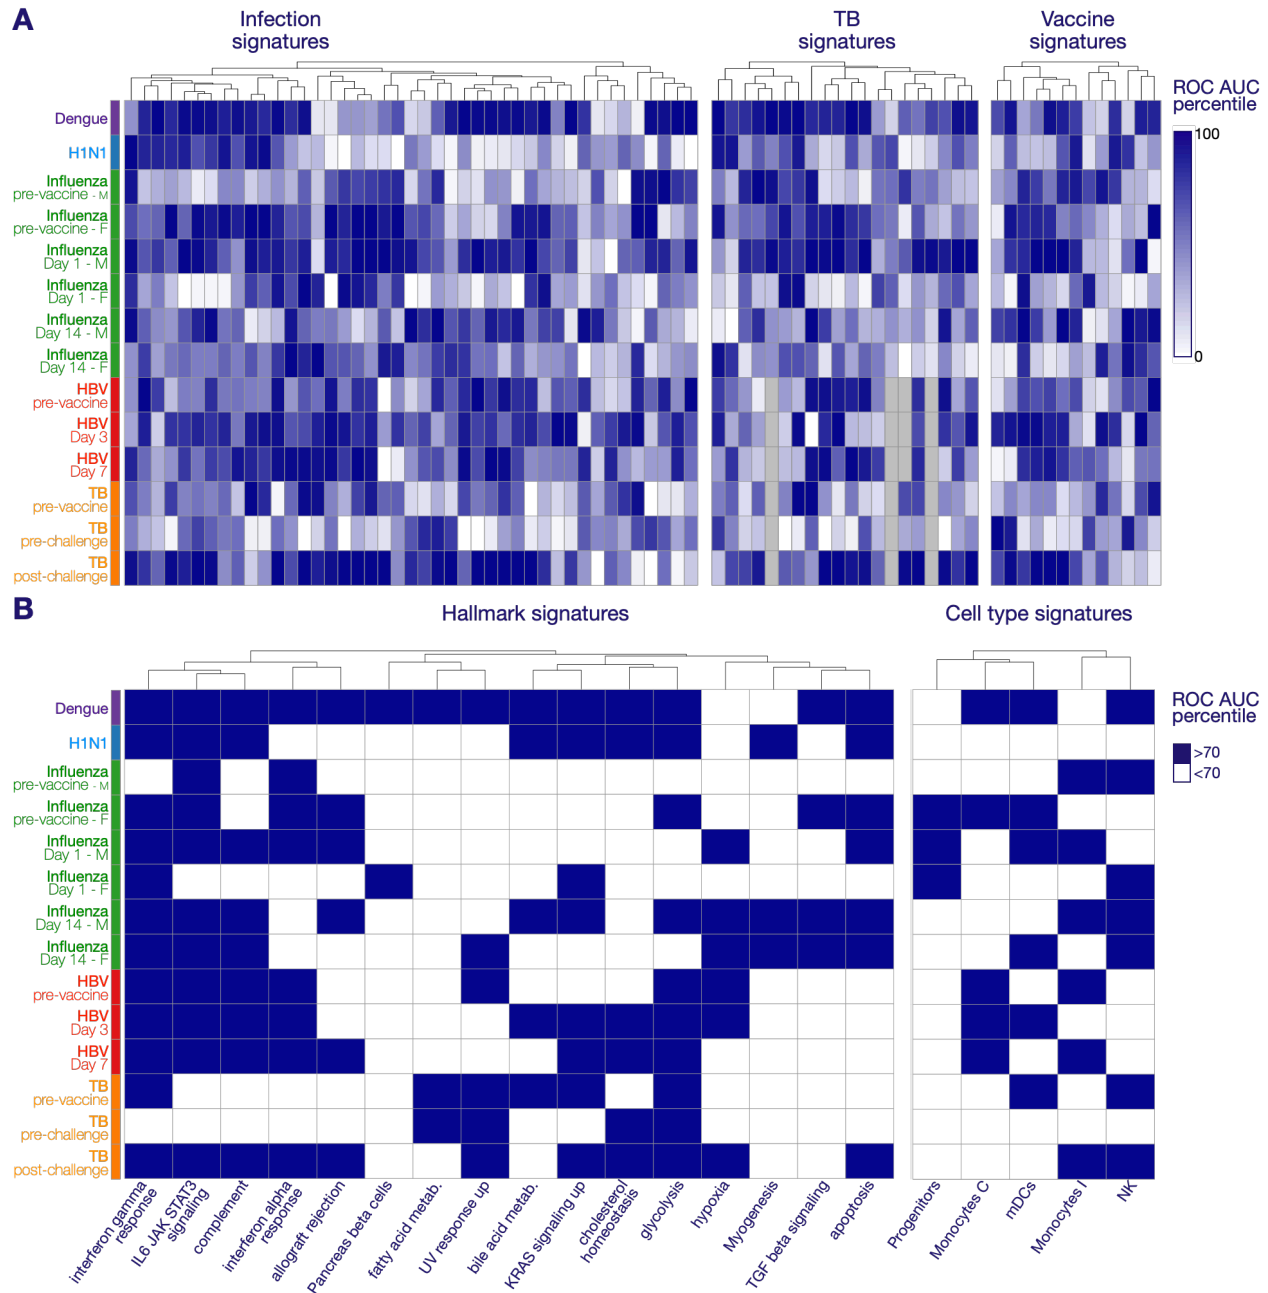 A
Infection
signatures
TB
signatures
Vaccine
signatures
ROC AUC
percentile
100
0
Dengue
H1N1
Influenza
pre-vaccine - M
Influenza
pre-vaccine - F
Influenza
Day 1 - M
Influenza
Day 1 - F
Influenza
Day 14 - M
Influenza
Day 14 - F
HBV
pre-vaccine
HBV
Day 3
HBV
Day 7
TB
pre-vaccine
TB
pre-challenge
TB
post-challenge
B
Hallmark signatures
Cell type signatures
ROC AUC
percentile
>70
<70
Dengue
H1N1
Influenza
pre-vaccine - M
Influenza
pre-vaccine - F
Influenza
Day 1 - M
Influenza
Day 1 - F
Influenza
Day 14 - M
Influenza
Day 14 - F
HBV
pre-vaccine
HBV
Day 3
HBV
Day 7
TB
pre-vaccine
TB
pre-challenge
TB
post-challenge
interferon gamma
response
IL6 JAK STAT3
signaling
complement
interferon alpha
response
allograft rejection
Pancreas beta cells
fatty acid metab.
UV response up
bile acid metab.
KRAS signaling up
cholesterol
homeostasis
glycolysis
hypoxia
Myogenesis
TGF beta signaling
apoptosis
Progenitors
Monocytes C
mDCs
Monocytes I
NK